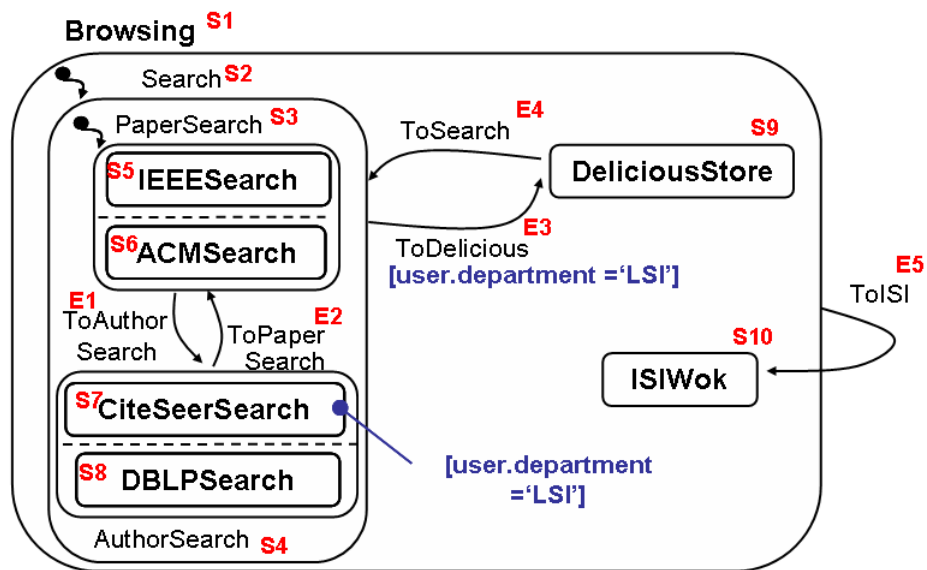 Browsing S1
Search S2
PaperSearch S3
S5 IEEESearch
S6 ACMSearch
E4
ToSearch
S9
DeliciousStore
E3
ToDelicious
[user.department =‘LSI’]
E5
ToISI
S10
ISIWok
E1
ToAuthor
Search
E2
ToPaper
Search
S7 CiteSeerSearch
S8 DBLPSearch
[user.department
=‘LSI’]
AuthorSearch S4